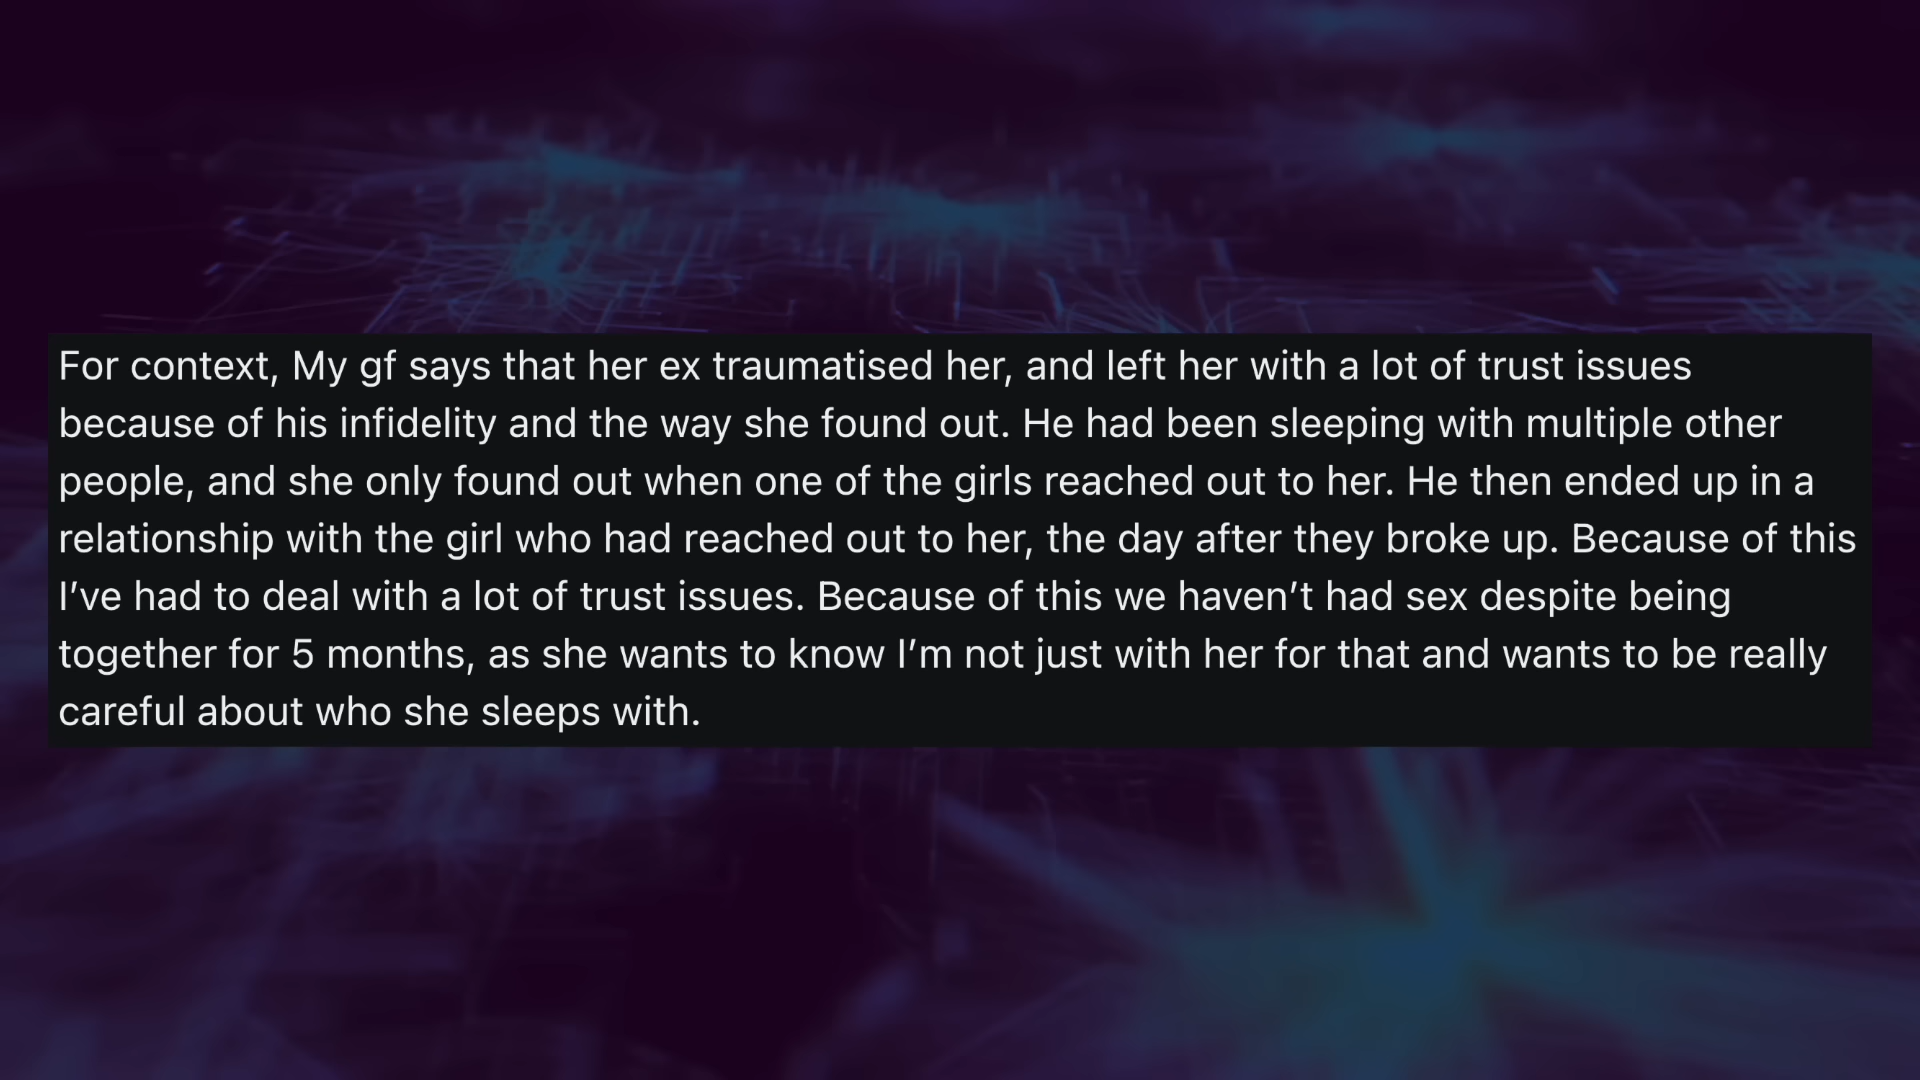 For context, My gf says that her ex traumatised her, and left her with a lot of trust issues
because of his infidelity and the way she found out. He had been sleeping with multiple other
people, and she only found out when one of the girls reached out to her. He then ended up in a
relationship with the girl who had reached out to her, the day after they broke up. Because of this
I’ve had to deal with a lot of trust issues. Because of this we haven’t had sex despite being
together for 5 months, as she wants to know I’m not just with her for that and wants to be really
careful about who she sleeps with.